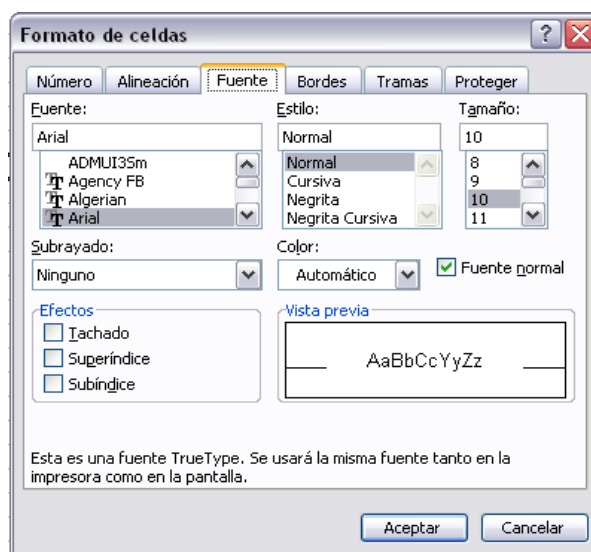 Formato de celdas
Número Alineación Fuente Bordes Tramas Proteger
Fuente: Estilo: Tamaño:
Arial Normal 10
ADMUI3Sm Normal 8
Agency FB Cursiva 9
Algerian Negrita 10
Arial Negrita Cursiva 11
Subrayado: Color:
Ninguno Automático Fuente normal
Efectos Vista previa
Tachado
Superíndice AaBbCcYyZz
Subíndice
Esta es una fuente TrueType. Se usará la misma fuente tanto en la
impresora como en la pantalla.
Aceptar Cancelar